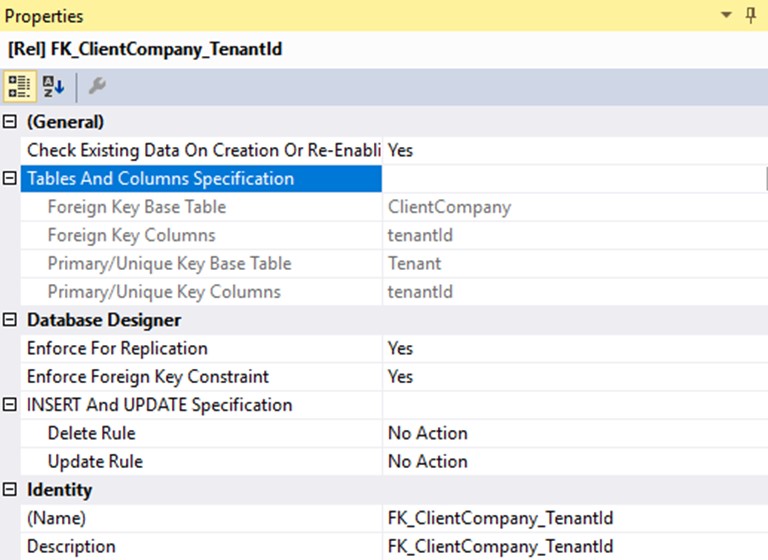 Properties
[Rel] FK_ClientCompany_TenantId
(General)
Check Existing Data On Creation Or Re-Enabli Yes
Tables And Columns Specification
Foreign Key Base Table ClientCompany
Foreign Key Columns tenantId
Primary/Unique Key Base Table Tenant
Primary/Unique Key Columns tenantId
Database Designer
Enforce For Replication Yes
Enforce Foreign Key Constraint Yes
INSERT And UPDATE Specification
Delete Rule No Action
Update Rule No Action
Identity
(Name) FK_ClientCompany_TenantId
Description FK_ClientCompany_TenantId